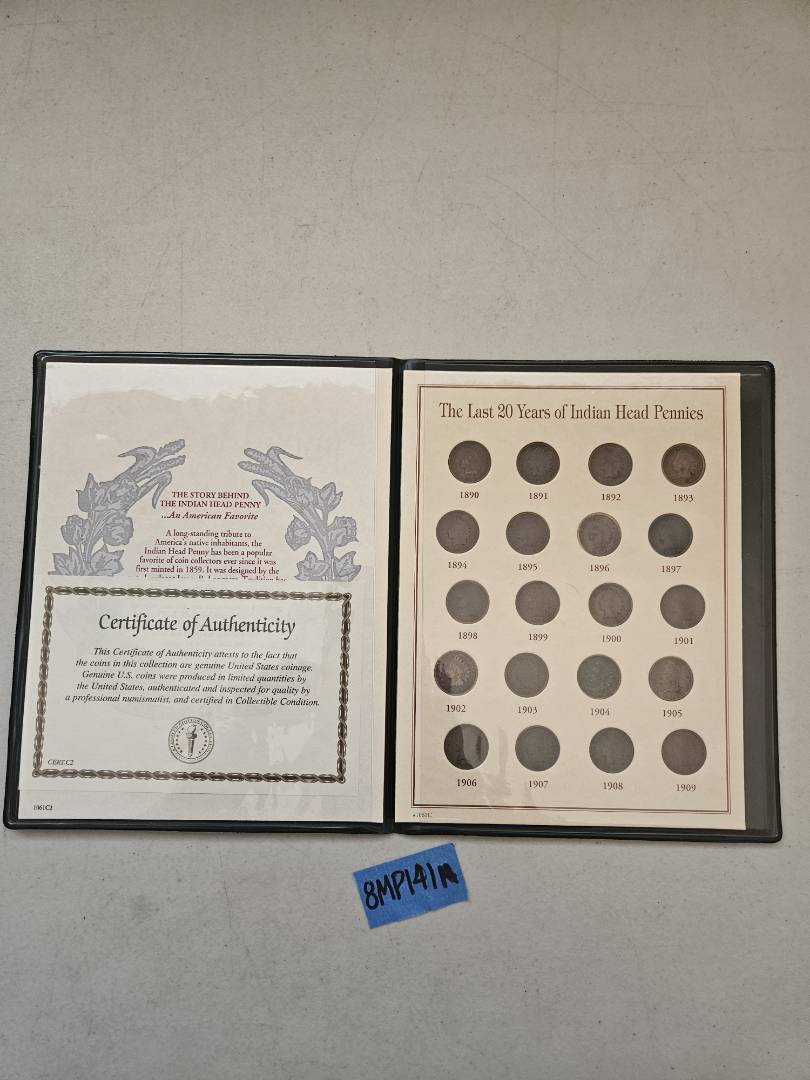 THE STORY BEHIND
THE INDIAN HEAD PENNY
...An American Favorite
A long-standing tribute to
America's native inhabitants, the
Indian Head Penny has been a popular
favorite of coin collectors ever since it was
first minted in 1859. It was designed by the
Certificate of Authenticity
This Certificate of Authenticity attests to the fact that
the coins in this collection are genuine United States coinage.
Genuine U.S. coins were produced in limited quantities by
the United States, authenticated and inspected for quality by
a professional numismatist, and certified in Collectible Condition.
CERT.C2
The Last 20 Years of Indian Head Pennies
1890 1891 1892 1893
1894 1895 1896 1897
1898 1899 1900 1901
1902 1903 1904 1905
1906 1907 1908 1909
8MP141N